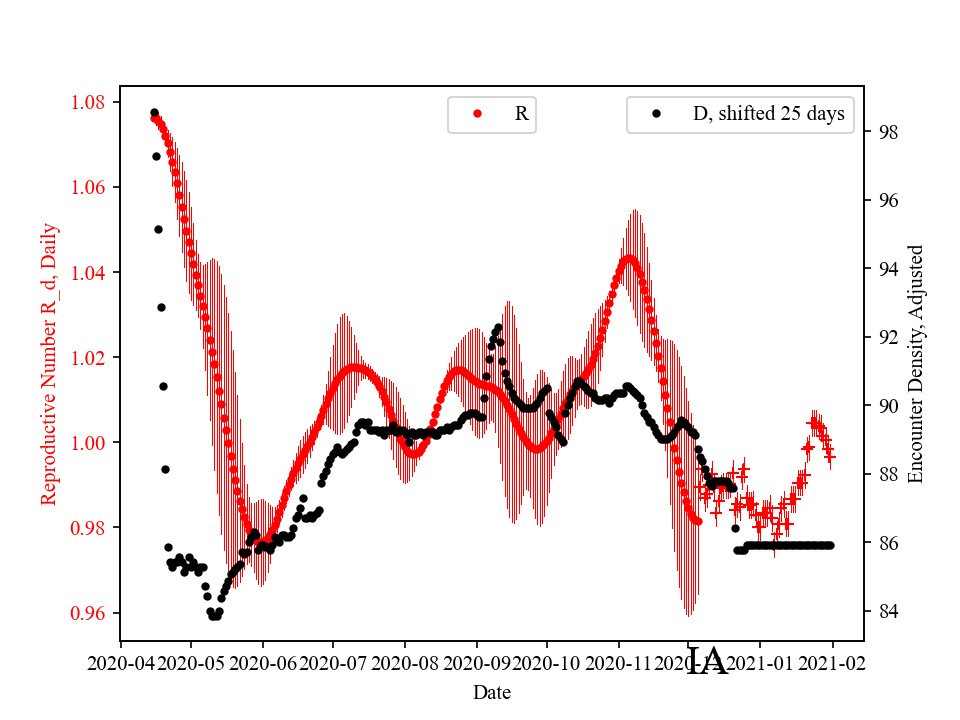 R
D, shifted 25 days
1.08
1.06
1.04
1.02
1.00
0.98
0.96
Reproductive Number R_d, Daily
98
96
94
92
90
88
86
84
Encounter Density, Adjusted
2020-04 2020-05 2020-06 2020-07 2020-08 2020-09 2020-10 2020-11 2020-12 2021-01 2021-02
IA
Date